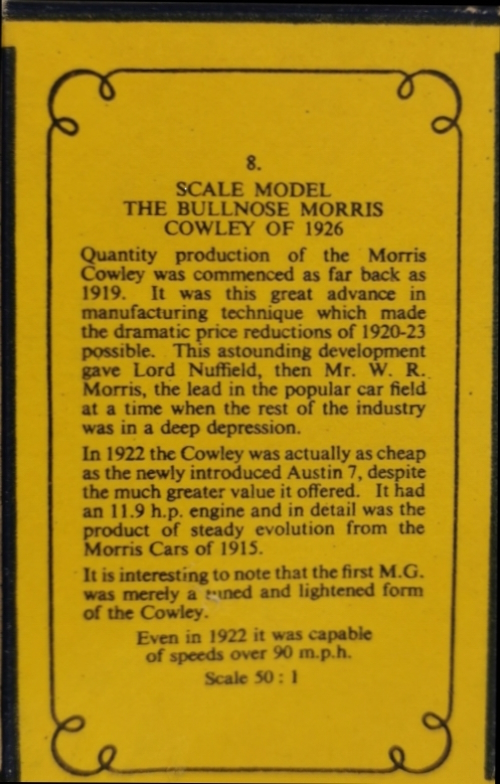 8.
SCALE MODEL
THE BULLNOSE MORRIS
COWLEY OF 1926
Quantity production of the Morris
Cowley was commenced as far back as
1919. It was this great advance in
manufacturing technique which made
the dramatic price reductions of 1920-23
possible. This astounding development
gave Lord Nuffield, then Mr. W. R.
Morris, the lead in the popular car field
at a time when the rest of the industry
was in a deep depression.
In 1922 the Cowley was actually as cheap
as the newly introduced Austin 7, despite
the much greater value it offered. It had
an 11.9 h.p. engine and in detail was the
product of steady evolution from the
Morris Cars of 1915.
It is interesting to note that the first M.G.
was merely a tuned and lightened form
of the Cowley.
Even in 1922 it was capable
of speeds over 90 m.p.h.
Scale 50 : 1